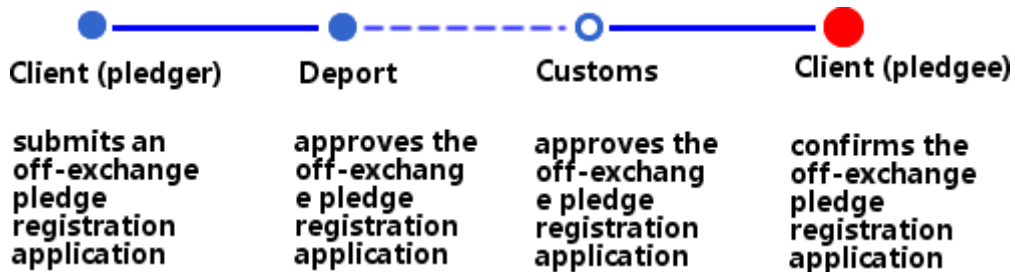 Client (pledger)
Deport
Customs
Client (pledgee)
submits an
off-exchange
pledge
registration
application
approves the
off-exchang
e pledge
registration
application
approves the
off-exchang
e pledge
registration
application
confirms the
off-exchange
pledge
registration
application